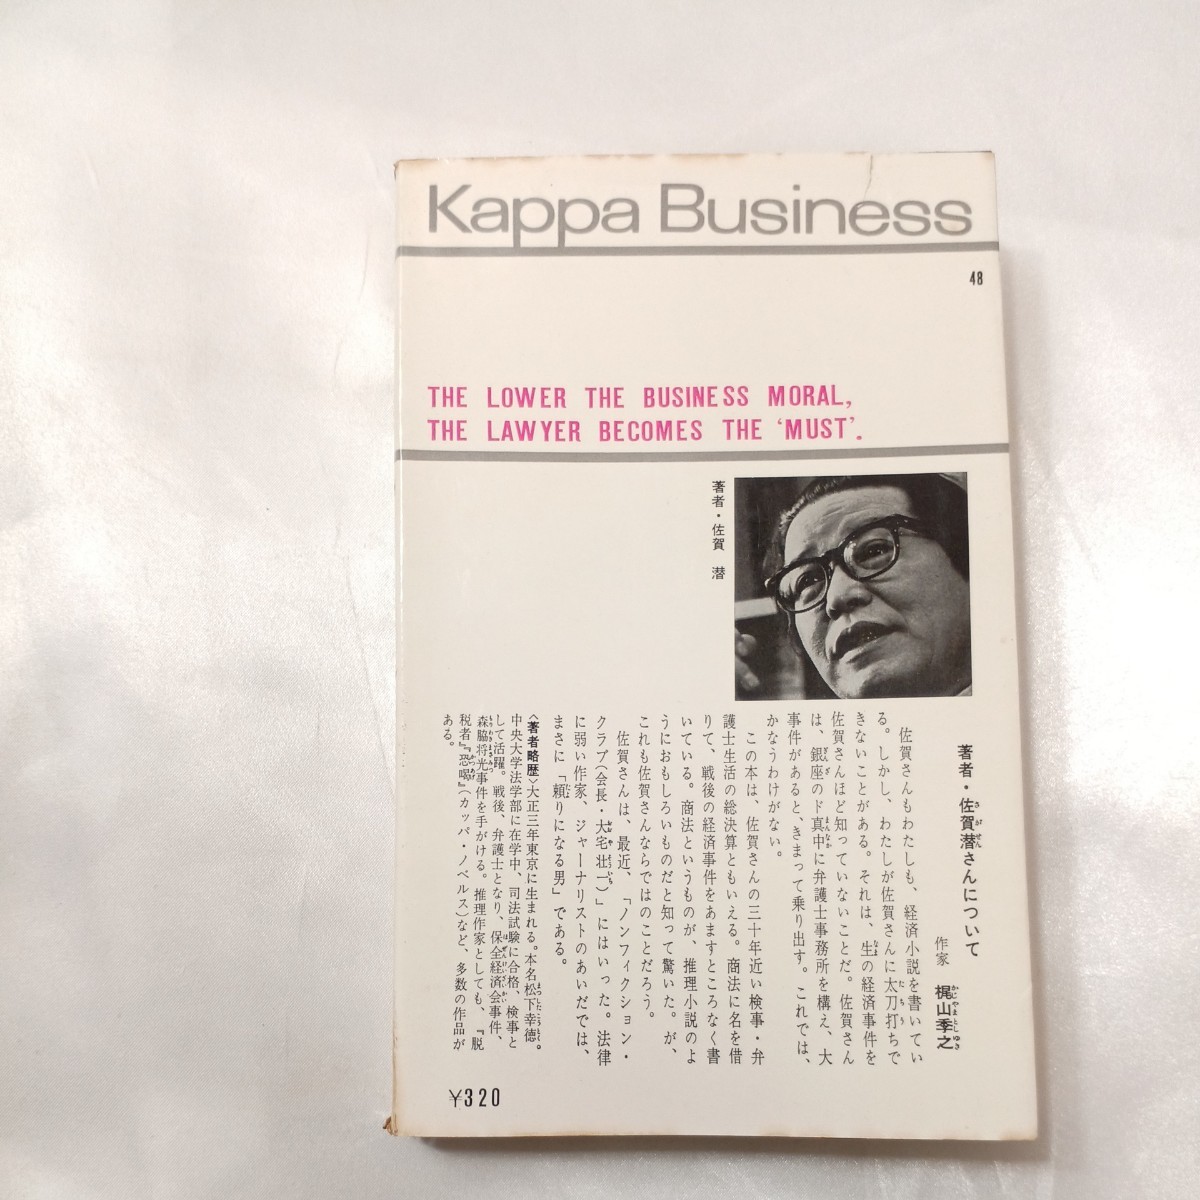 Kappa Business
48
THE LOWER THE BUSINESS MORAL,
THE LAWYER BECOMES THE ‘MUST’.
著者・佐賀 潜
著者・佐賀潜さんについて
作家 梶山季之
佐賀さんもわたしも、経済小説を書いてい
る。しかし、わたしが佐賀さんに太刀打ちで
きないことがある。それは、生の経済事件を
佐賀さんほど知っていないことだ。佐賀さん
は、銀座のド真中に弁護士事務所を構え、大
事件があると、きまって乗り出す。これでは、
かなうわけがない。
この本は、佐賀さんの三十年近い検事・弁
護士生活の総決算ともいえる。商法に名を借
りて、戦後の経済事件をあますところなく書
いている。商法というものが、推理小説のよ
うにおもしろいものだと知って驚いた。が、
これも佐賀さんならではのことだろう。
佐賀さんは、最近、「ノンフィクション・
クラブ(会長・大宅壮一)」にはいった。法律
に弱い作家、ジャーナリストのあいだでは、
まさに「頼りになる男」である。
〈著者略歴〉大正三年東京に生まれる。本名松下幸徳。
中央大学法学部に在学中、司法試験に合格、検事と
して活躍。戦後、弁護士となり、保全経済会事件、
森脇将光事件を手がける。推理作家としても、『脱
税者』『恐喝』(カッパ・ノベルス)など、多数の作品が
ある。
¥320